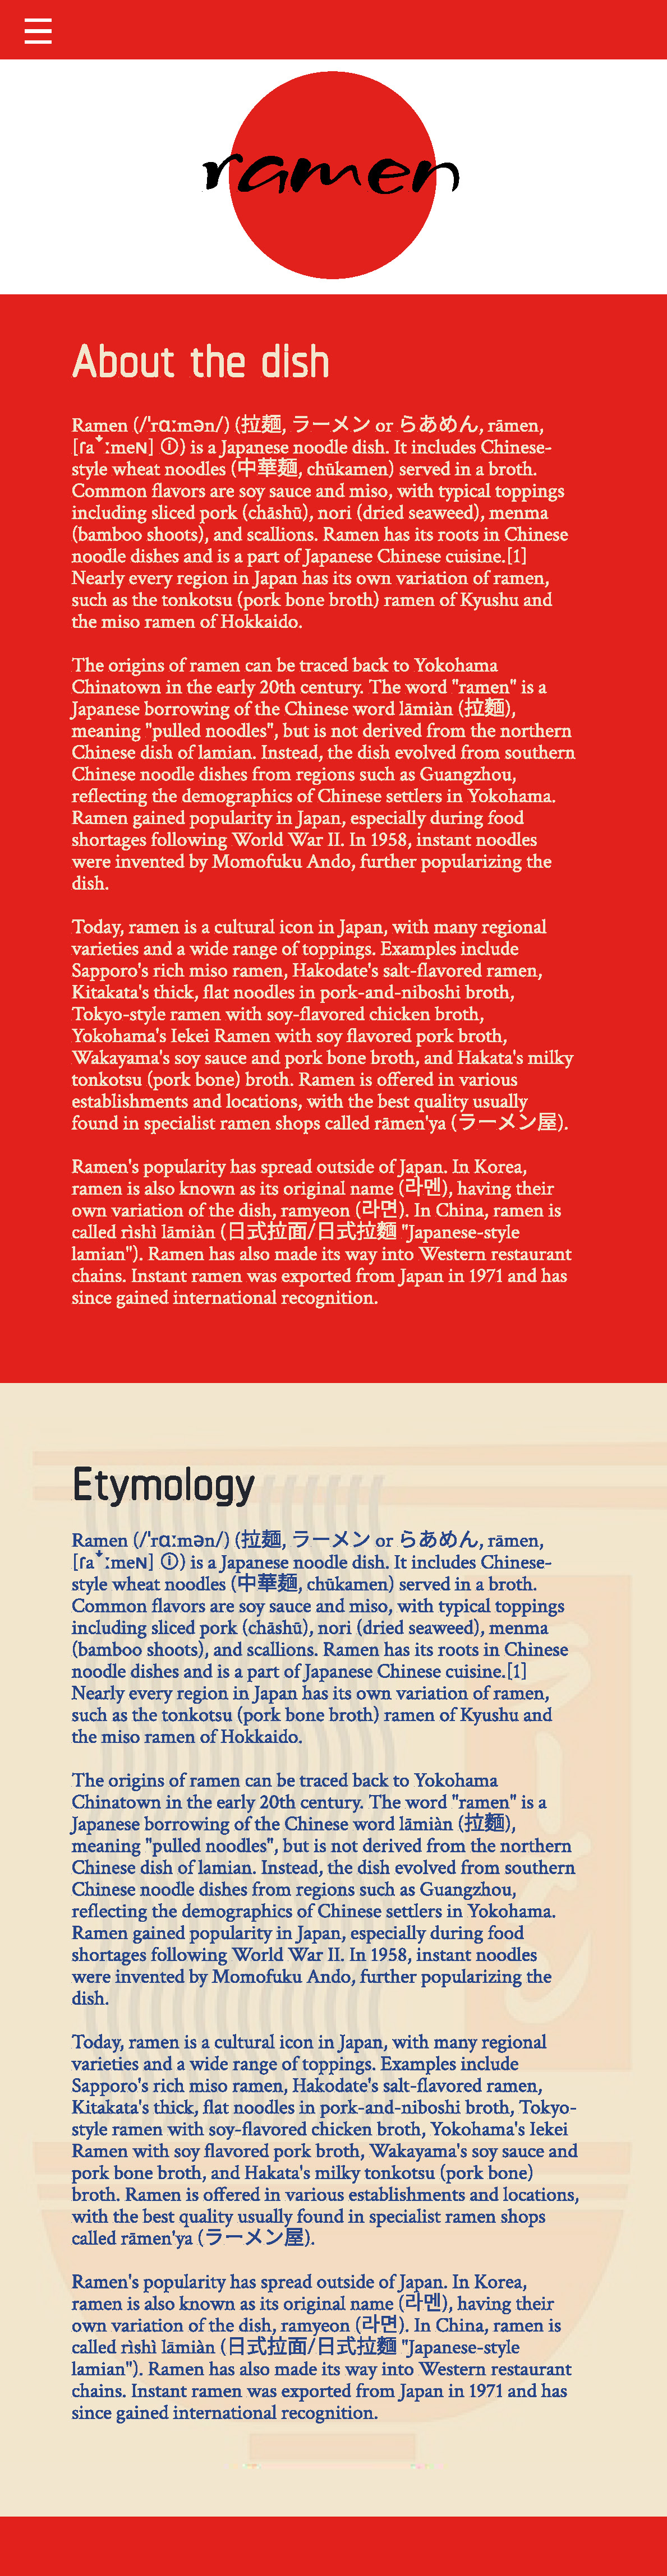 ramen
About the dish
Ramen (/ˈrɑːmən/) (拉麺, ラーメン or らあめん, rāmen,
[ɾaꜜːmeɴ] ⓘ) is a Japanese noodle dish. It includes Chinese-
style wheat noodles (中華麺, chūkamen) served in a broth.
Common flavors are soy sauce and miso, with typical toppings
including sliced pork (chāshū), nori (dried seaweed), menma
(bamboo shoots), and scallions. Ramen has its roots in Chinese
noodle dishes and is a part of Japanese Chinese cuisine.[1]
Nearly every region in Japan has its own variation of ramen,
such as the tonkotsu (pork bone broth) ramen of Kyushu and
the miso ramen of Hokkaido.
The origins of ramen can be traced back to Yokohama
Chinatown in the early 20th century. The word "ramen" is a
Japanese borrowing of the Chinese word lāmiàn (拉麵),
meaning "pulled noodles", but is not derived from the northern
Chinese dish of lamian. Instead, the dish evolved from southern
Chinese noodle dishes from regions such as Guangzhou,
reflecting the demographics of Chinese settlers in Yokohama.
Ramen gained popularity in Japan, especially during food
shortages following World War II. In 1958, instant noodles
were invented by Momofuku Ando, further popularizing the
dish.
Today, ramen is a cultural icon in Japan, with many regional
varieties and a wide range of toppings. Examples include
Sapporo's rich miso ramen, Hakodate's salt-flavored ramen,
Kitakata's thick, flat noodles in pork-and-niboshi broth,
Tokyo-style ramen with soy-flavored chicken broth,
Yokohama's Iekei Ramen with soy flavored pork broth,
Wakayama's soy sauce and pork bone broth, and Hakata's milky
tonkotsu (pork bone) broth. Ramen is offered in various
establishments and locations, with the best quality usually
found in specialist ramen shops called rāmen'ya (ラーメン屋).
Ramen's popularity has spread outside of Japan. In Korea,
ramen is also known as its original name (라멘), having their
own variation of the dish, ramyeon (라면). In China, ramen is
called rìshì lāmiàn (日式拉面/日式拉麵 "Japanese-style
lamian"). Ramen has also made its way into Western restaurant
chains. Instant ramen was exported from Japan in 1971 and has
since gained international recognition.
Etymology
Ramen (/ˈrɑːmən/) (拉麺, ラーメン or らあめん, rāmen,
[ɾaꜜːmeɴ] ⓘ) is a Japanese noodle dish. It includes Chinese-
style wheat noodles (中華麺, chūkamen) served in a broth.
Common flavors are soy sauce and miso, with typical toppings
including sliced pork (chāshū), nori (dried seaweed), menma
(bamboo shoots), and scallions. Ramen has its roots in Chinese
noodle dishes and is a part of Japanese Chinese cuisine.[1]
Nearly every region in Japan has its own variation of ramen,
such as the tonkotsu (pork bone broth) ramen of Kyushu and
the miso ramen of Hokkaido.
The origins of ramen can be traced back to Yokohama
Chinatown in the early 20th century. The word "ramen" is a
Japanese borrowing of the Chinese word lāmiàn (拉麵),
meaning "pulled noodles", but is not derived from the northern
Chinese dish of lamian. Instead, the dish evolved from southern
Chinese noodle dishes from regions such as Guangzhou,
reflecting the demographics of Chinese settlers in Yokohama.
Ramen gained popularity in Japan, especially during food
shortages following World War II. In 1958, instant noodles
were invented by Momofuku Ando, further popularizing the
dish.
Today, ramen is a cultural icon in Japan, with many regional
varieties and a wide range of toppings. Examples include
Sapporo's rich miso ramen, Hakodate's salt-flavored ramen,
Kitakata's thick, flat noodles in pork-and-niboshi broth, Tokyo-
style ramen with soy-flavored chicken broth, Yokohama's Iekei
Ramen with soy flavored pork broth, Wakayama's soy sauce and
pork bone broth, and Hakata's milky tonkotsu (pork bone)
broth. Ramen is offered in various establishments and locations,
with the best quality usually found in specialist ramen shops
called rāmen'ya (ラーメン屋).
Ramen's popularity has spread outside of Japan. In Korea,
ramen is also known as its original name (라멘), having their
own variation of the dish, ramyeon (라면). In China, ramen is
called rìshì lāmiàn (日式拉面/日式拉麵 "Japanese-style
lamian"). Ramen has also made its way into Western restaurant
chains. Instant ramen was exported from Japan in 1971 and has
since gained international recognition.